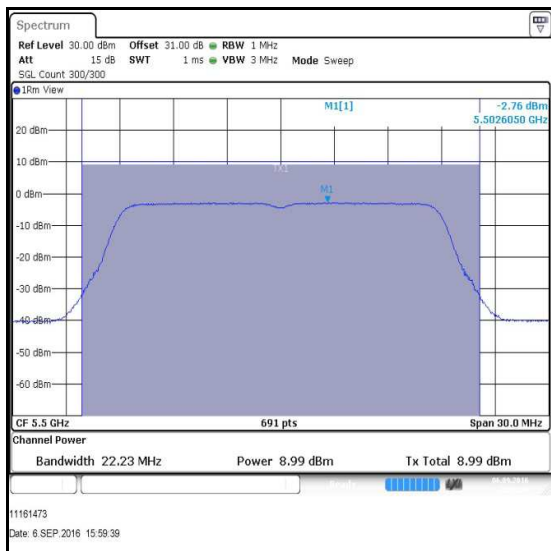 Spectrum
Ref Level 30.00 dBm Offset 31.00 dB RBW 1 MHz
Att 15 dB SWT 1 ms VBW 3 MHz Mode Sweep
SGL Count 300/300
1Rm View
M1[1] -2.76 dBm
5.5026050 GHz
20 dBm
10 dBm
TX1
0 dBm
M1
-10 dBm
-20 dBm
-30 dBm
-40 dBm
-50 dBm
-60 dBm
CF 5.5 GHz 691 pts Span 30.0 MHz
Channel Power
Bandwidth 22.23 MHz Power 8.99 dBm Tx Total 8.99 dBm
11161473
Date: 6.SEP.2016 15:59:39